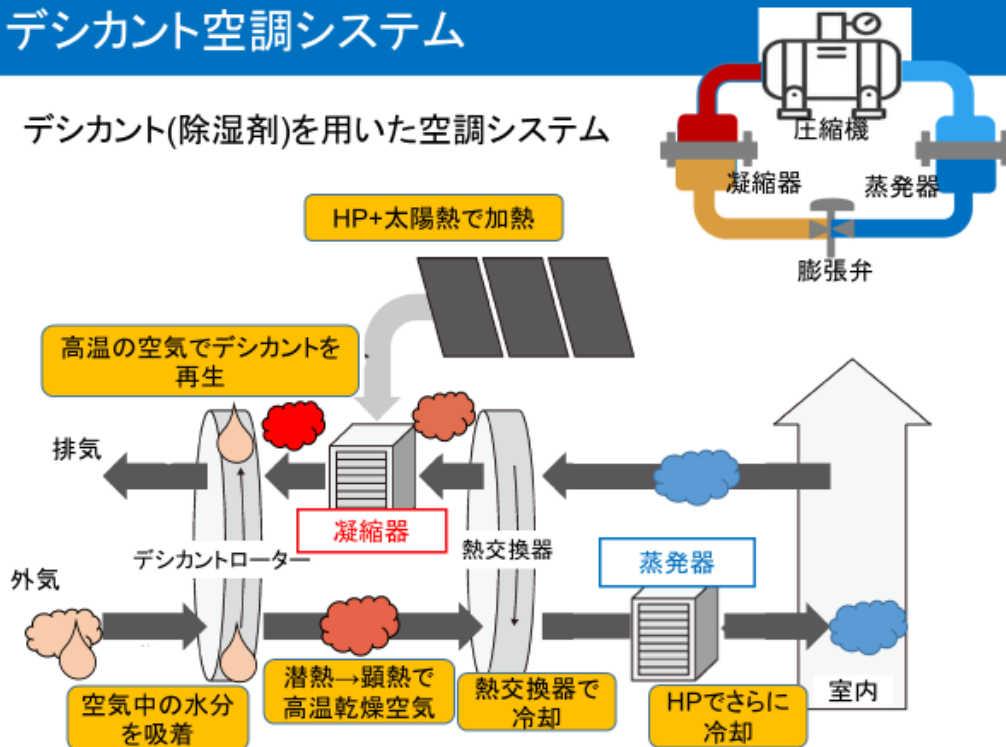 デシカント空調システム
デシカント(除湿剤)を用いた空調システム
圧縮機
凝縮器
蒸発器
膨張弁
HP+太陽熱で加熱
高温の空気でデシカントを
再生
排気
凝縮器
デシカントローター
熱交換器
蒸発器
外気
空気中の水分
を吸着
潜熱→顕熱で
高温乾燥空気
熱交換器で
冷却
HPでさらに
冷却
室内